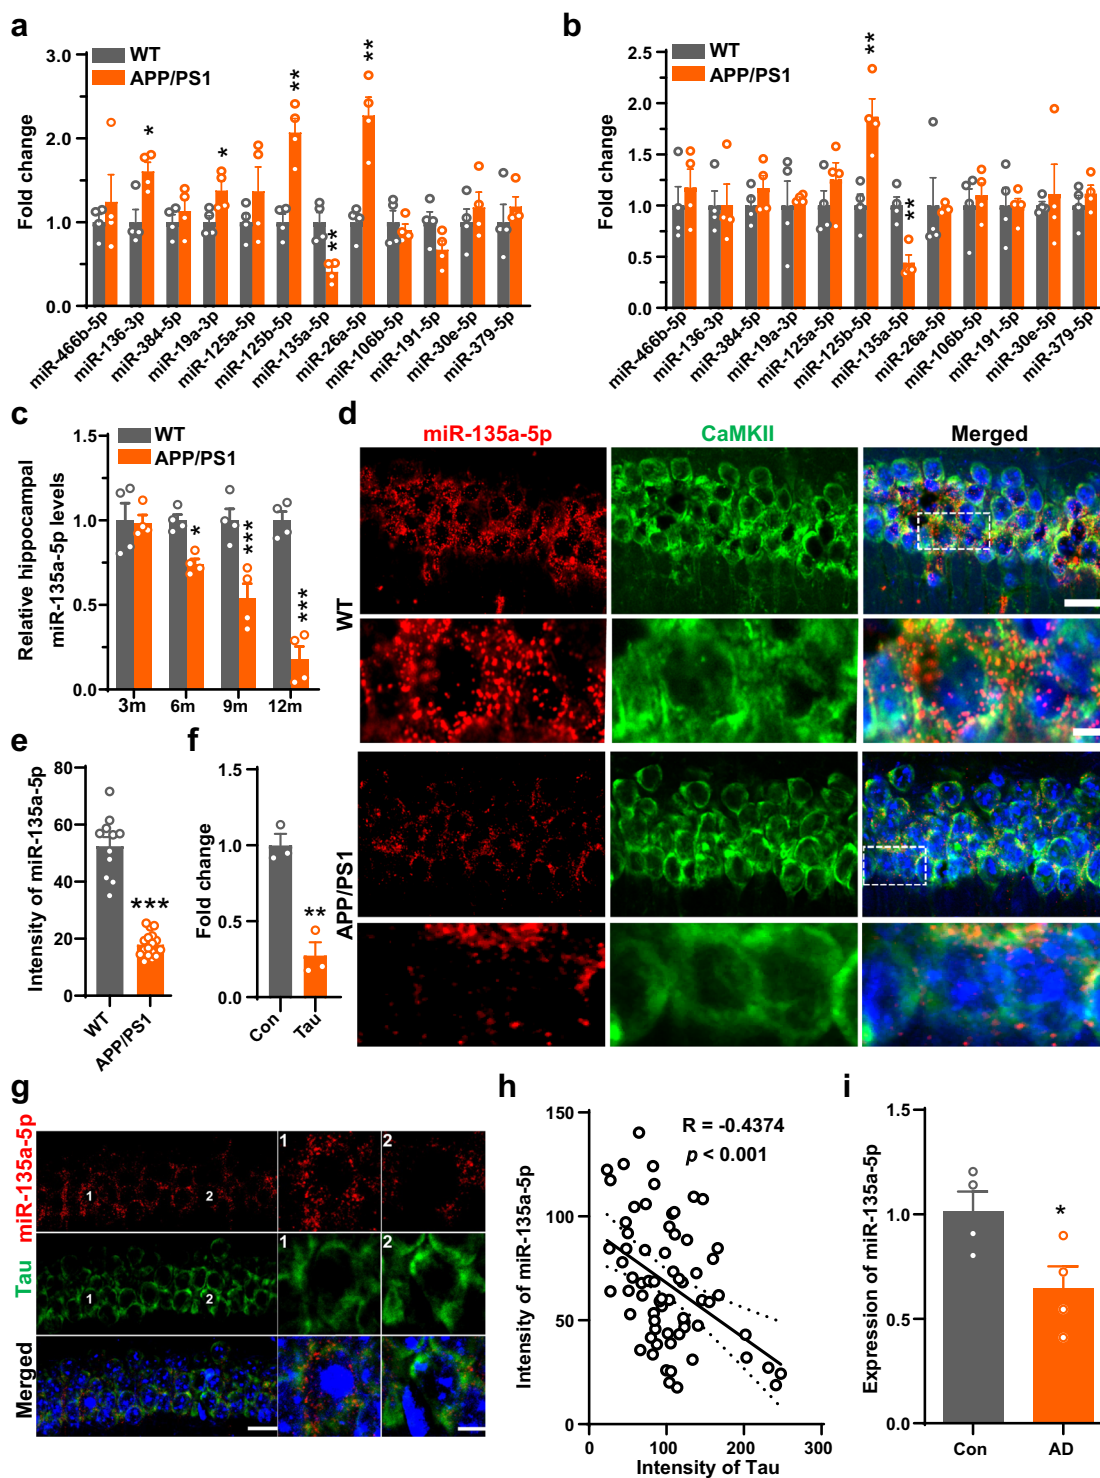 a
3.0
2.0
1.0
0.0
Fold change
WT
APP/PS1
*
*
**
**
**
miR-466b-5p
miR-136-3p
miR-384-5p
miR-19a-3p
miR-125a-5p
miR-125b-5p
miR-135a-5p
miR-26a-5p
miR-106b-5p
miR-191-5p
miR-30e-5p
miR-379-5p
b
2.5
2.0
1.5
1.0
0.5
0.0
Fold change
WT
APP/PS1
**
**
miR-466b-5p
miR-136-3p
miR-384-5p
miR-19a-3p
miR-125a-5p
miR-125b-5p
miR-135a-5p
miR-26a-5p
miR-106b-5p
miR-191-5p
miR-30e-5p
miR-379-5p
c
1.5
1.0
0.5
0.0
Relative hippocampal
miR-135a-5p levels
WT
APP/PS1
*
***
***
3m 6m 9m 12m
d
miR-135a-5p CaMKII Merged
WT
APP/PS1
e
80
60
40
20
0
Intensity of miR-135a-5p
***
WT
APP/PS1
f
1.5
1.0
0.5
0.0
Fold change
**
Con
Tau
g
miR-135a-5p
Tau
Merged
1 2
1
2
1 2
1
2
h
150
100
50
0
Intensity of miR-135a-5p
R = -0.4374
p < 0.001
0 100 200 300
Intensity of Tau
i
1.5
1.0
0.5
0.0
Expression of miR-135a-5p
*
Con AD